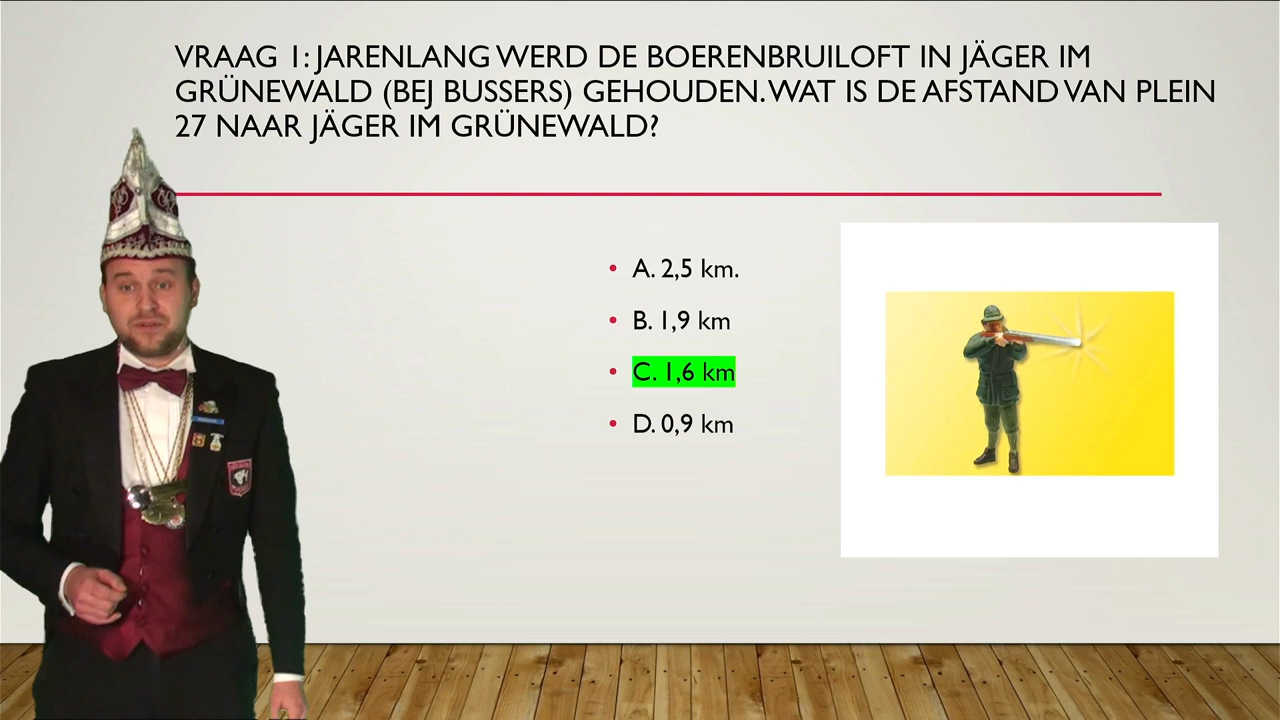 VRAAG 1: JARENLANG WERD DE BOERENBRUILOFT IN JÄGER IM
GRÜNEWALD (BEJ BUSSERS) GEHOUDEN. WAT IS DE AFSTAND VAN PLEIN
27 NAAR JÄGER IM GRÜNEWALD?
• A. 2,5 km.
• B. 1,9 km
• C. 1,6 km
• D. 0,9 km